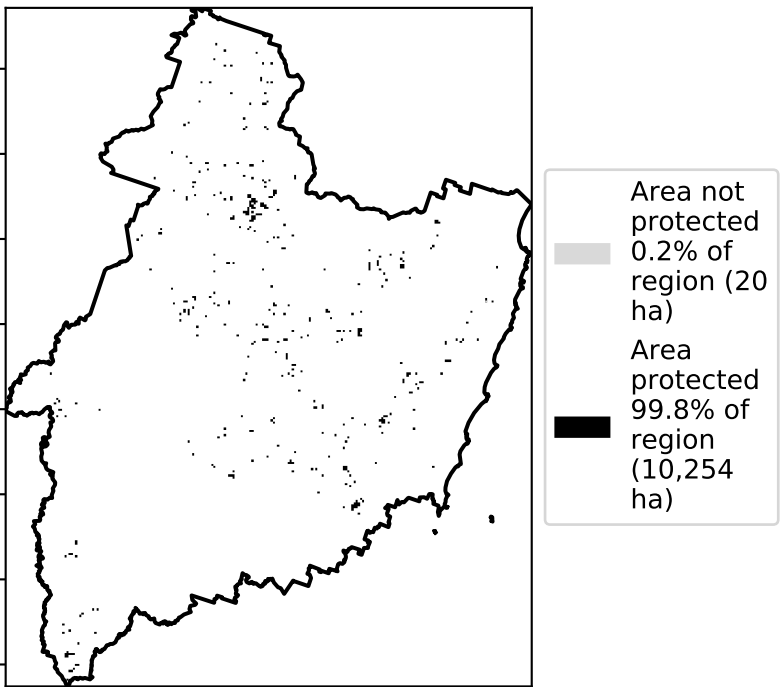 Area not
protected
0.2% of
region (20
ha)
Area
protected
99.8% of
region
(10,254
ha)